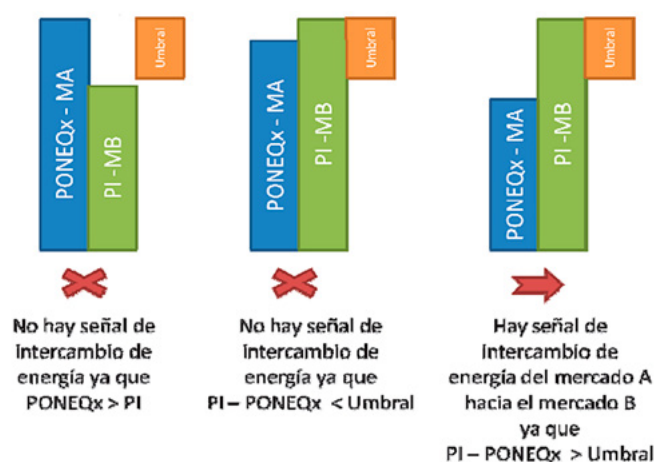 PONEQx - MA
PI -MB
Umbral
PONEQx - MA
PI -MB
Umbral
PONEQx - MA
PI -MB
Umbral
No hay señal de
intercambio de
energía ya que
PONEQx > PI
No hay señal de
intercambio de
energía ya que
PI – PONEQx < Umbral
Hay señal de
intercambio de
energía del mercado A
hacia el mercado B
ya que
PI – PONEQx > Umbral